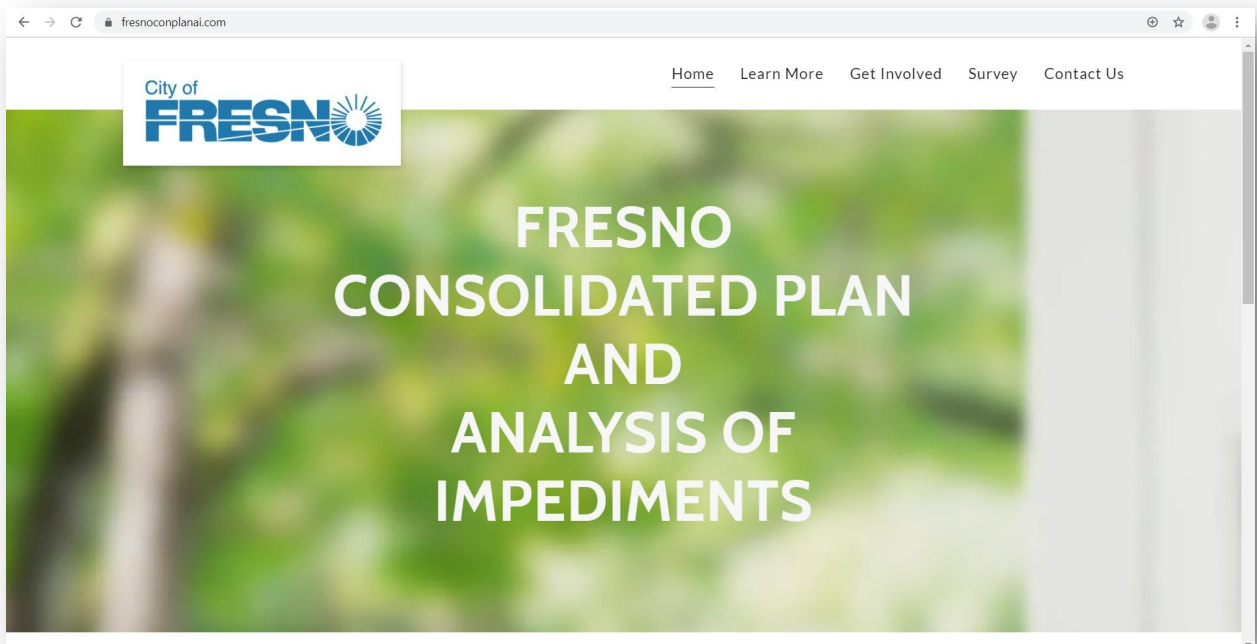 fresnoconplanai.com
City of
FRESNO
Home Learn More Get Involved Survey Contact Us
FRESNO
CONSOLIDATED PLAN
AND
ANALYSIS OF
IMPEDIMENTS